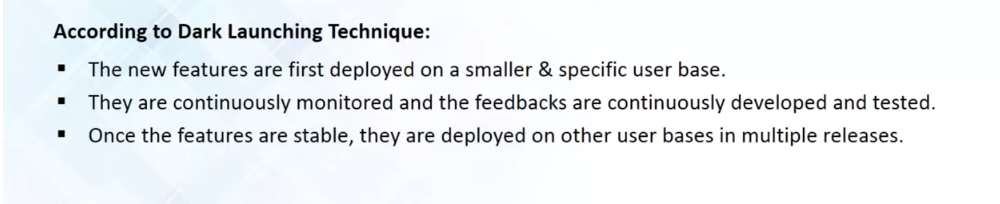 According to Dark Launching Technique:
▪ The new features are first deployed on a smaller & specific user base.
▪ They are continuously monitored and the feedbacks are continuously developed and tested.
▪ Once the features are stable, they are deployed on other user bases in multiple releases.